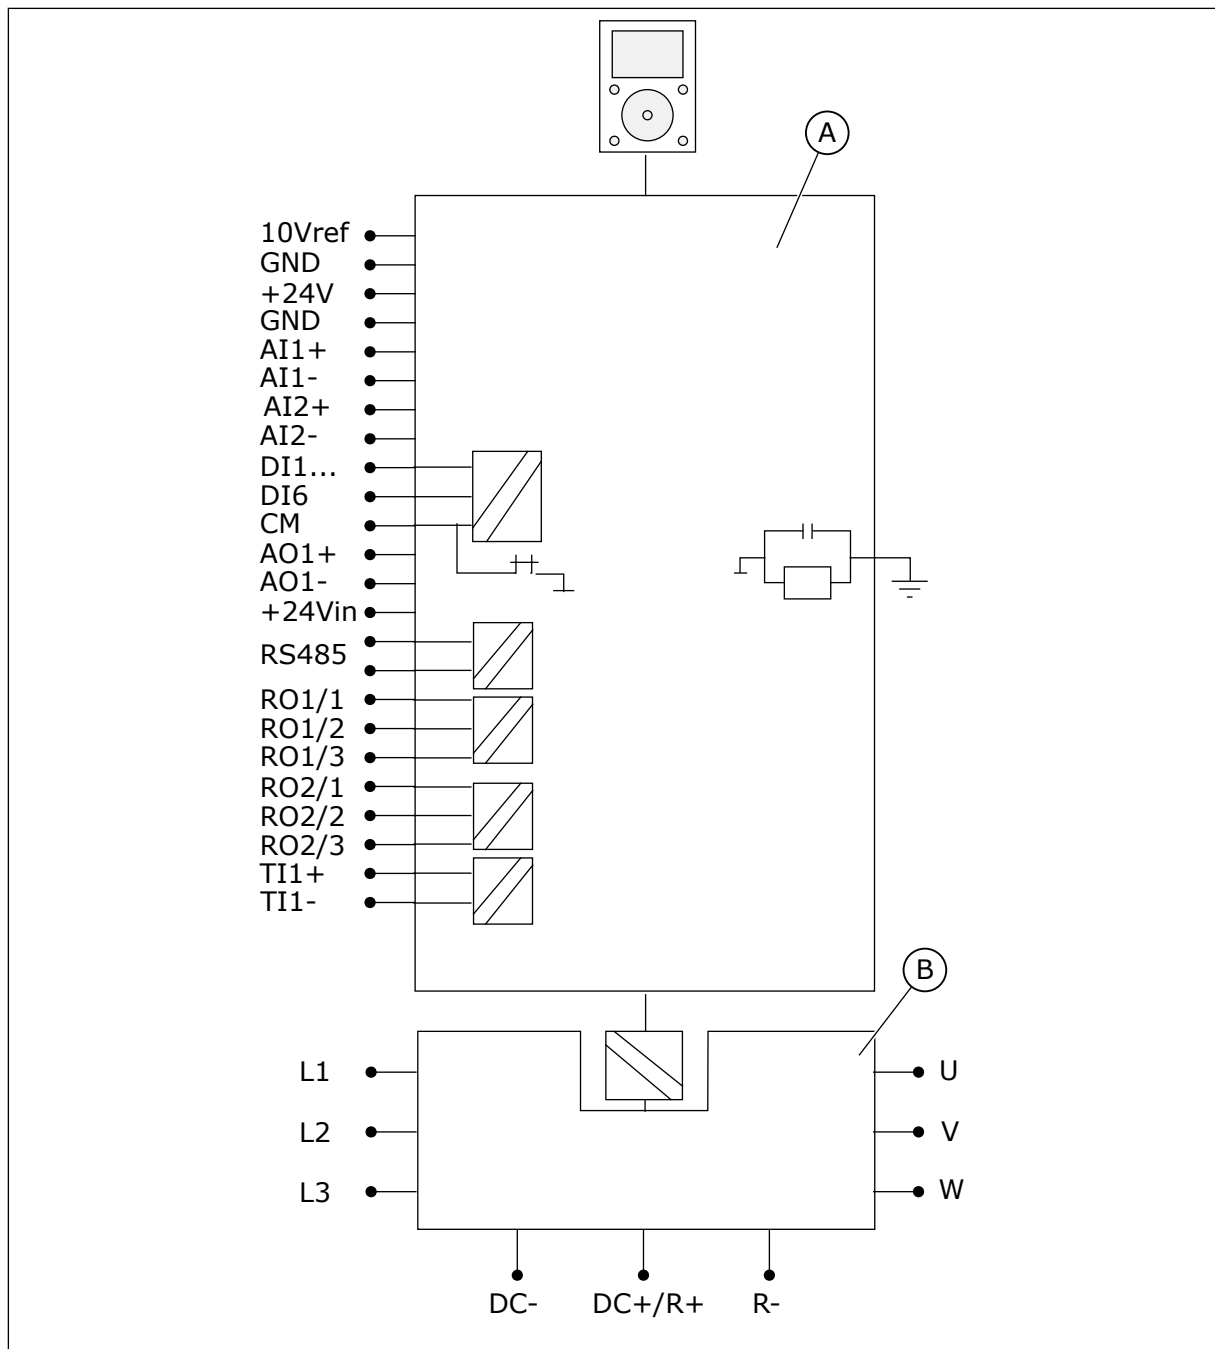 A
10Vref
GND
+24V
GND
AI1+
AI1-
AI2+
AI2-
DI1...
DI6
CM
AO1+
AO1-
+24Vin
RS485
RO1/1
RO1/2
RO1/3
RO2/1
RO2/2
RO2/3
TI1+
TI1-
B
L1
U
L2
V
L3
W
DC-
DC+/R+
R-